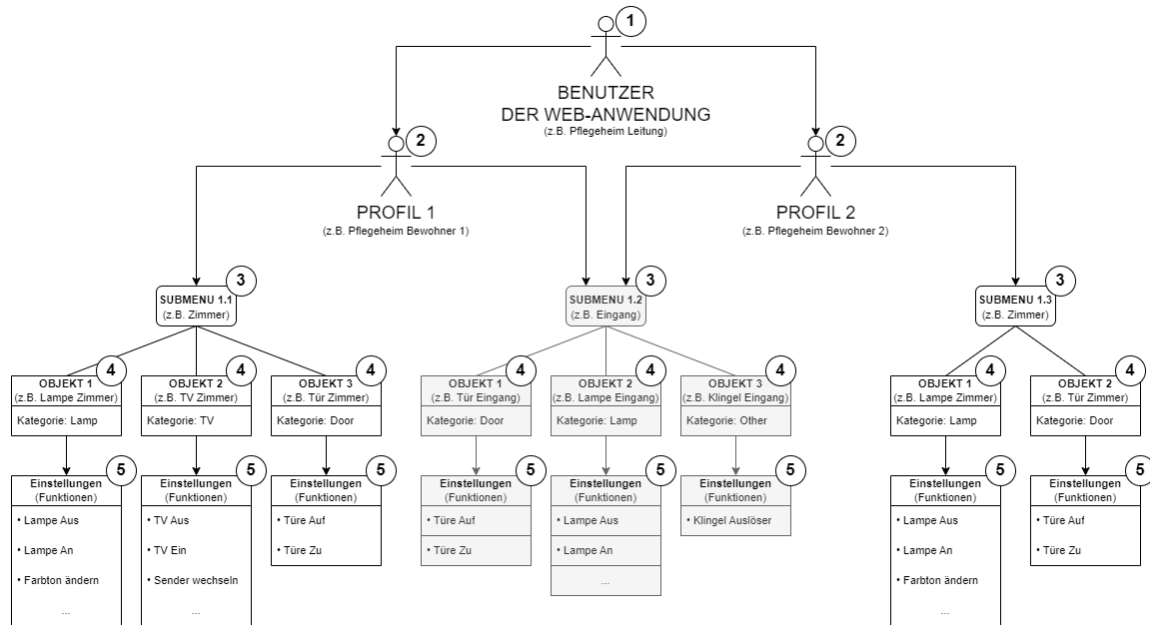 1
BENUTZER
DER WEB-ANWENDUNG
(z.B. Pflegeheim Leitung)
2
PROFIL 1
(z.B. Pflegeheim Bewohner 1)
2
PROFIL 2
(z.B. Pflegeheim Bewohner 2)
3
SUBMENU 1.1
(z.B. Zimmer)
3
SUBMENU 1.2
(z.B. Eingang)
3
SUBMENU 1.3
(z.B. Zimmer)
4
OBJEKT 1
(z.B. Lampe Zimmer)
Kategorie: Lamp
4
OBJEKT 2
(z.B. TV Zimmer)
Kategorie: TV
4
OBJEKT 3
(z.B. Tür Zimmer)
Kategorie: Door
4
OBJEKT 1
(z.B. Tür Eingang)
Kategorie: Door
4
OBJEKT 2
(z.B. Lampe Eingang)
Kategorie: Lamp
4
OBJEKT 3
(z.B. Klingel Eingang)
Kategorie: Other
4
OBJEKT 1
(z.B. Lampe Zimmer)
Kategorie: Lamp
4
OBJEKT 2
(z.B. Tür Zimmer)
Kategorie: Door
5
Einstellungen
(Funktionen)
• Lampe Aus
• Lampe An
• Farbton ändern
...
5
Einstellungen
(Funktionen)
• TV Aus
• TV Ein
• Sender wechseln
...
5
Einstellungen
(Funktionen)
• Türe Auf
• Türe Zu
5
Einstellungen
(Funktionen)
• Türe Auf
• Türe Zu
5
Einstellungen
(Funktionen)
• Lampe Aus
• Lampe An
...
5
Einstellungen
(Funktionen)
• Klingel Auslöser
5
Einstellungen
(Funktionen)
• Lampe Aus
• Lampe An
• Farbton ändern
...
5
Einstellungen
(Funktionen)
• Türe Auf
• Türe Zu